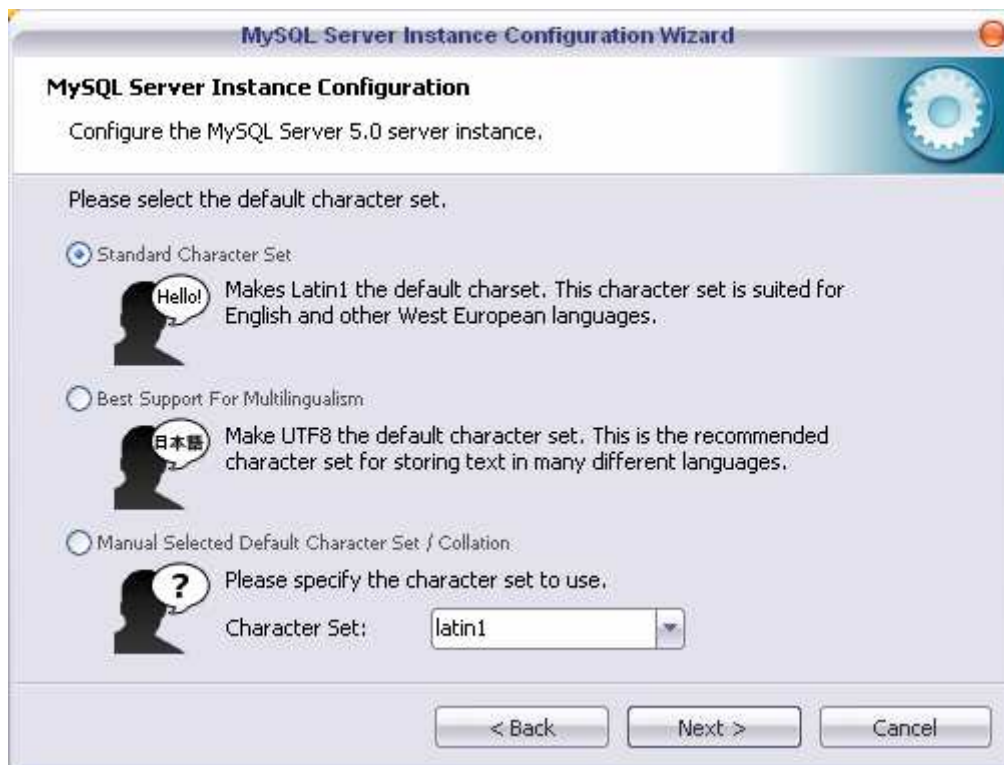 MySQL Server Instance Configuration Wizard
MySQL Server Instance Configuration
Configure the MySQL Server 5.0 server instance.
Please select the default character set.
Standard Character Set
Hello!
Makes Latin1 the default charset. This character set is suited for
English and other West European languages.
Best Support For Multilingualism
日本語
Make UTF8 the default character set. This is the recommended
character set for storing text in many different languages.
Manual Selected Default Character Set / Collation
?
Please specify the character set to use.
Character Set: latin1
< Back Next > Cancel